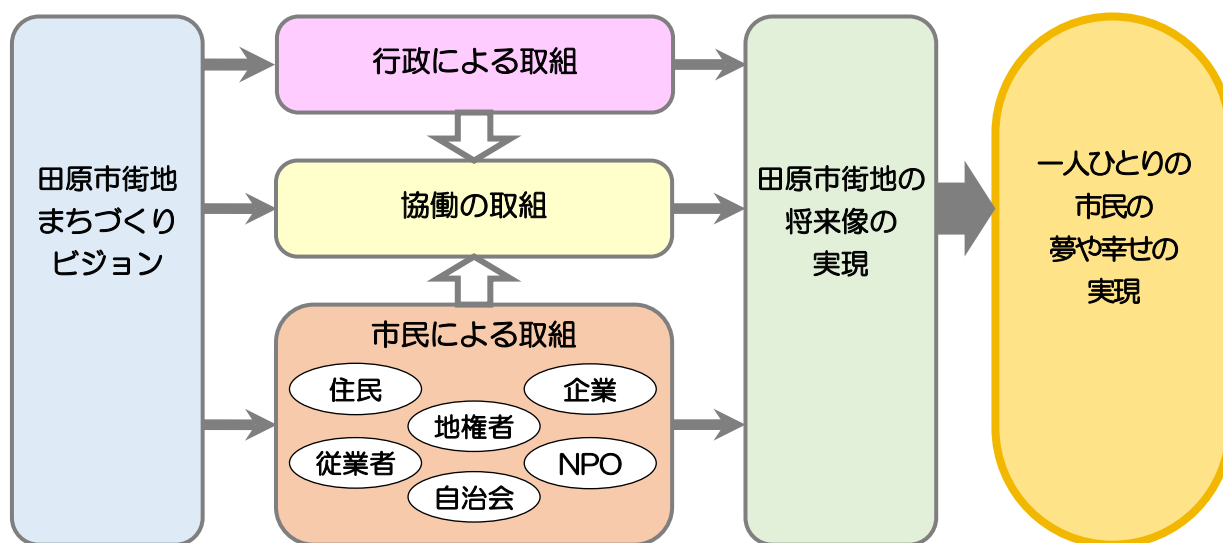 田原市街地
まちづくり
ビジョン
行政による取組
協働の取組
市民による取組
住民
企業
地権者
従業者
NPO
自治会
田原市街地の
将来像の
実現
一人ひとりの
市民の
夢や幸せの
実現